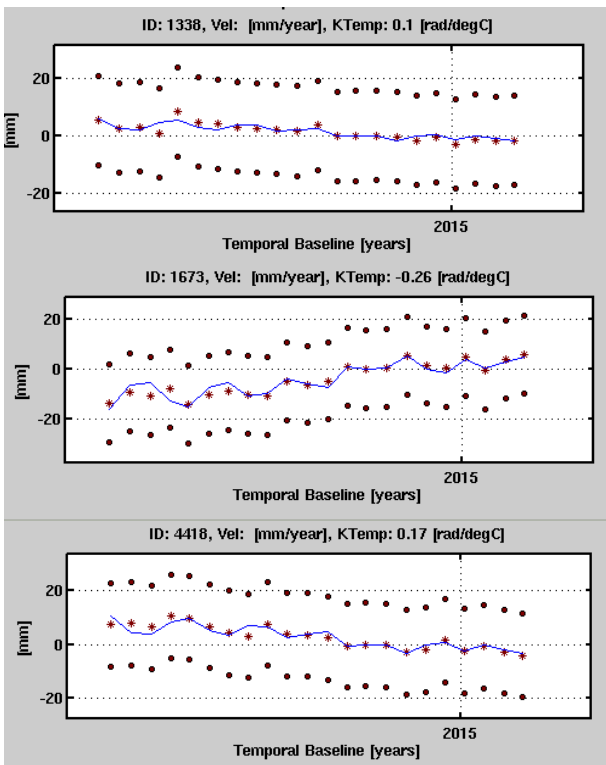 ID: 1338, Vel:  [mm/year], KTemp: 0.1 [rad/degC]
20
0
-20
[mm]
2015
Temporal Baseline [years]
ID: 1673, Vel:  [mm/year], KTemp: -0.26 [rad/degC]
20
0
-20
[mm]
2015
Temporal Baseline [years]
ID: 4418, Vel:  [mm/year], KTemp: 0.17 [rad/degC]
20
0
-20
[mm]
2015
Temporal Baseline [years]